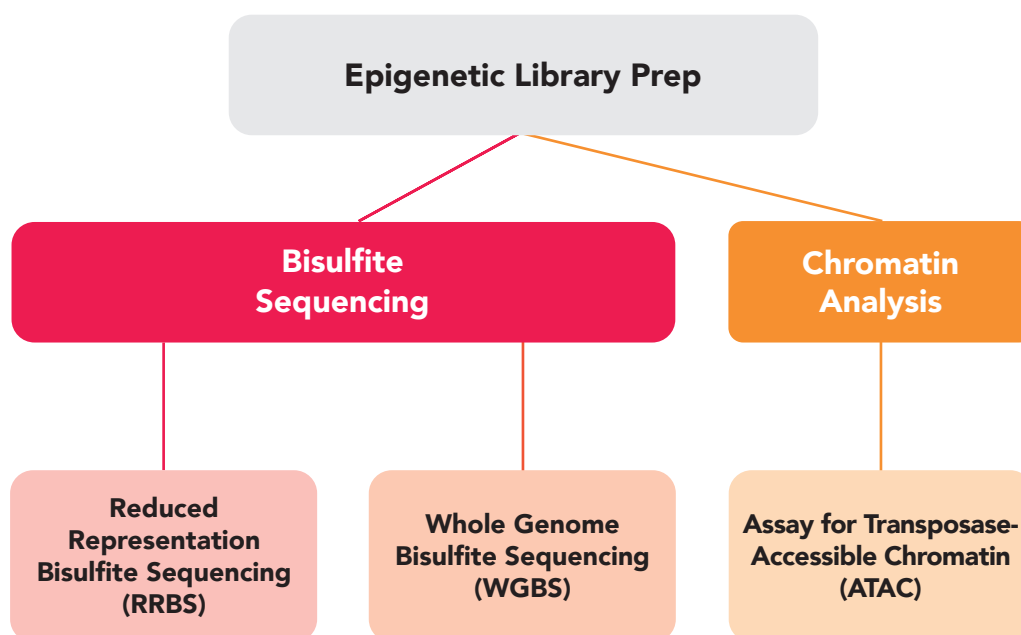 Epigenetic Library Prep
Bisulfite
Sequencing
Chromatin
Analysis
Reduced
Representation
Bisulfite Sequencing
(RRBS)
Whole Genome
Bisulfite Sequencing
(WGBS)
Assay for Transposase-
Accessible Chromatin
(ATAC)